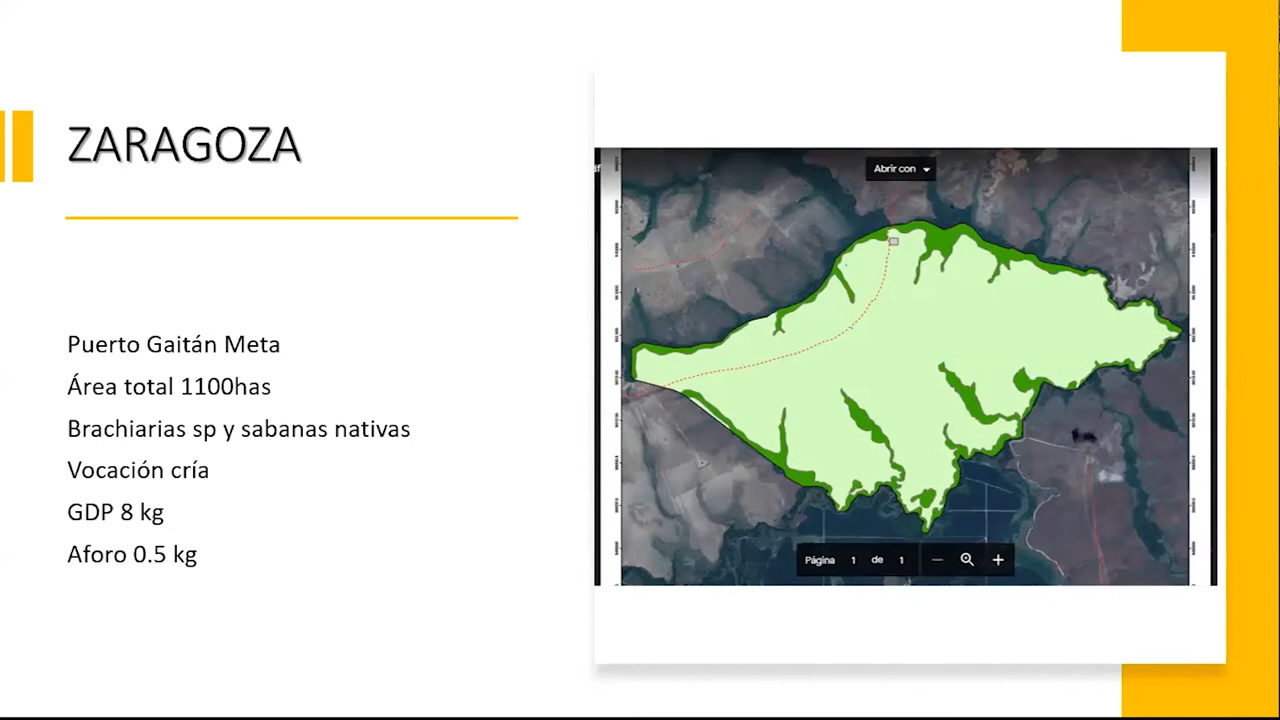 ZARAGOZA
Puerto Gaitán Meta
Área total 1100has
Brachiarias sp y sabanas nativas
Vocación cría
GDP 8 kg
Aforo 0.5 kg
Abrir con
Página 1 de 1